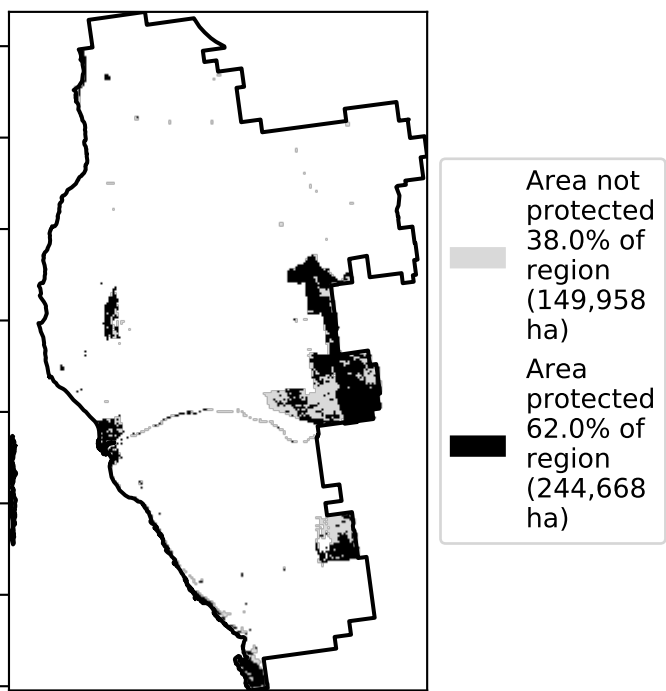 Area not
protected
38.0% of
region
(149,958
ha)
Area
protected
62.0% of
region
(244,668
ha)